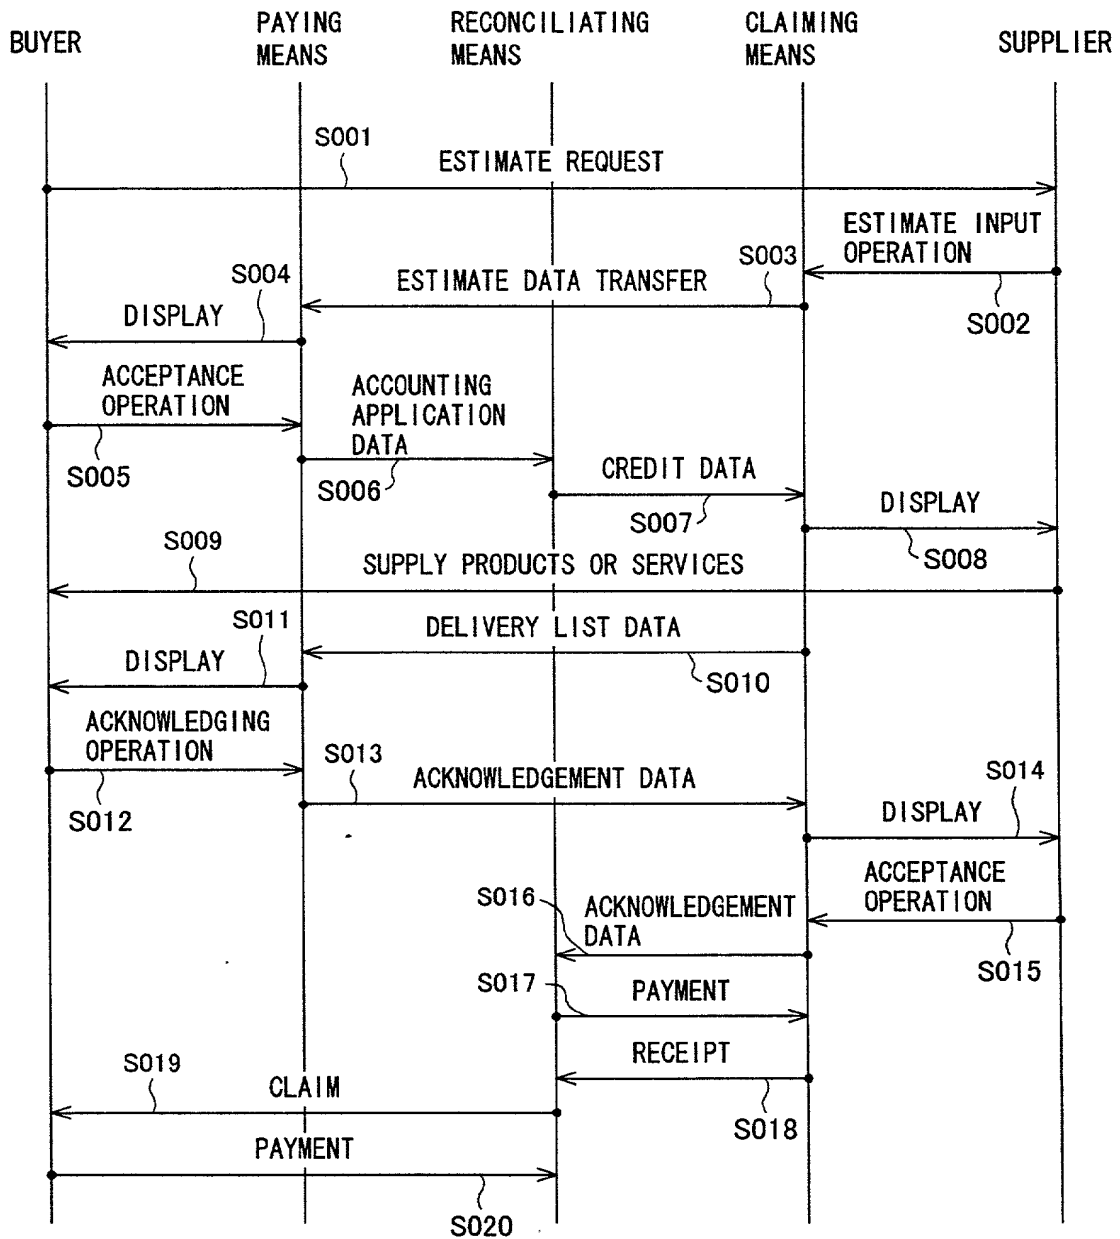 BUYER
PAYING
MEANS
RECONCILIATING
MEANS
CLAIMING
MEANS
SUPPLIER
S001
ESTIMATE REQUEST
ESTIMATE INPUT
OPERATION
S002
S003
ESTIMATE DATA TRANSFER
S004
DISPLAY
ACCEPTANCE
OPERATION
S005
ACCOUNTING
APPLICATION
DATA
S006
CREDIT DATA
S007
DISPLAY
S008
S009
SUPPLY PRODUCTS OR SERVICES
DELIVERY LIST DATA
S010
S011
DISPLAY
ACKNOWLEDGING
OPERATION
S012
S013
ACKNOWLEDGEMENT DATA
S014
DISPLAY
ACCEPTANCE
OPERATION
S015
S016
ACKNOWLEDGEMENT
DATA
S017
PAYMENT
RECEIPT
S018
S019
CLAIM
PAYMENT
S020